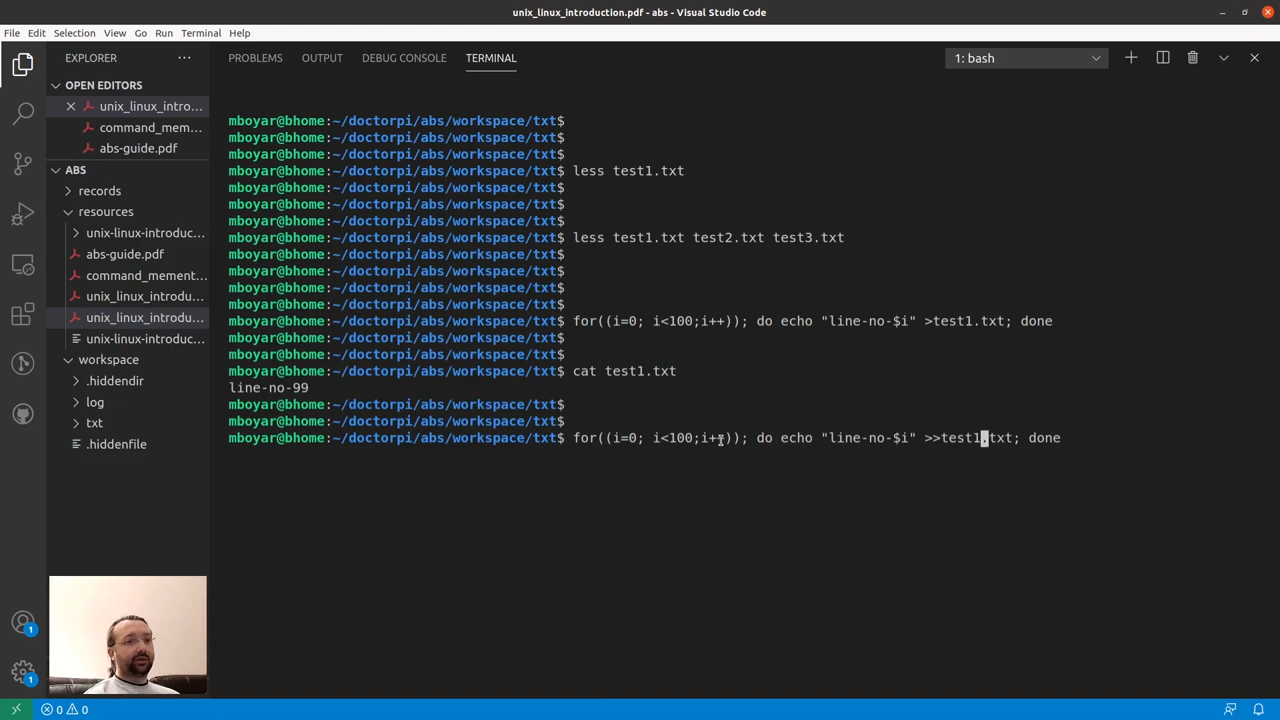 unix_linux_introduction.pdf - abs - Visual Studio Code
File Edit Selection View Go Run Terminal Help
EXPLORER
PROBLEMS OUTPUT DEBUG CONSOLE TERMINAL
1: bash
OPEN EDITORS
unix_linux_intro...
command_mem...
abs-guide.pdf
ABS
records
resources
unix-linux-introduc...
abs-guide.pdf
command_mement...
unix_linux_introdu...
unix_linux_introdu...
unix-linux-introduc...
workspace
.hiddendir
log
txt
.hiddenfile
mboyar@bhome:~/doctorpi/abs/workspace/txt$
mboyar@bhome:~/doctorpi/abs/workspace/txt$
mboyar@bhome:~/doctorpi/abs/workspace/txt$
mboyar@bhome:~/doctorpi/abs/workspace/txt$ less test1.txt
mboyar@bhome:~/doctorpi/abs/workspace/txt$
mboyar@bhome:~/doctorpi/abs/workspace/txt$
mboyar@bhome:~/doctorpi/abs/workspace/txt$
mboyar@bhome:~/doctorpi/abs/workspace/txt$ less test1.txt test2.txt test3.txt
mboyar@bhome:~/doctorpi/abs/workspace/txt$
mboyar@bhome:~/doctorpi/abs/workspace/txt$
mboyar@bhome:~/doctorpi/abs/workspace/txt$
mboyar@bhome:~/doctorpi/abs/workspace/txt$
mboyar@bhome:~/doctorpi/abs/workspace/txt$ for((i=0; i<100;i++)); do echo "line-no-$i" >test1.txt; done
mboyar@bhome:~/doctorpi/abs/workspace/txt$
mboyar@bhome:~/doctorpi/abs/workspace/txt$
mboyar@bhome:~/doctorpi/abs/workspace/txt$ cat test1.txt
line-no-99
mboyar@bhome:~/doctorpi/abs/workspace/txt$
mboyar@bhome:~/doctorpi/abs/workspace/txt$
mboyar@bhome:~/doctorpi/abs/workspace/txt$ for((i=0; i<100;i++)); do echo "line-no-$i" >>test1.txt; done
1
1
0 0